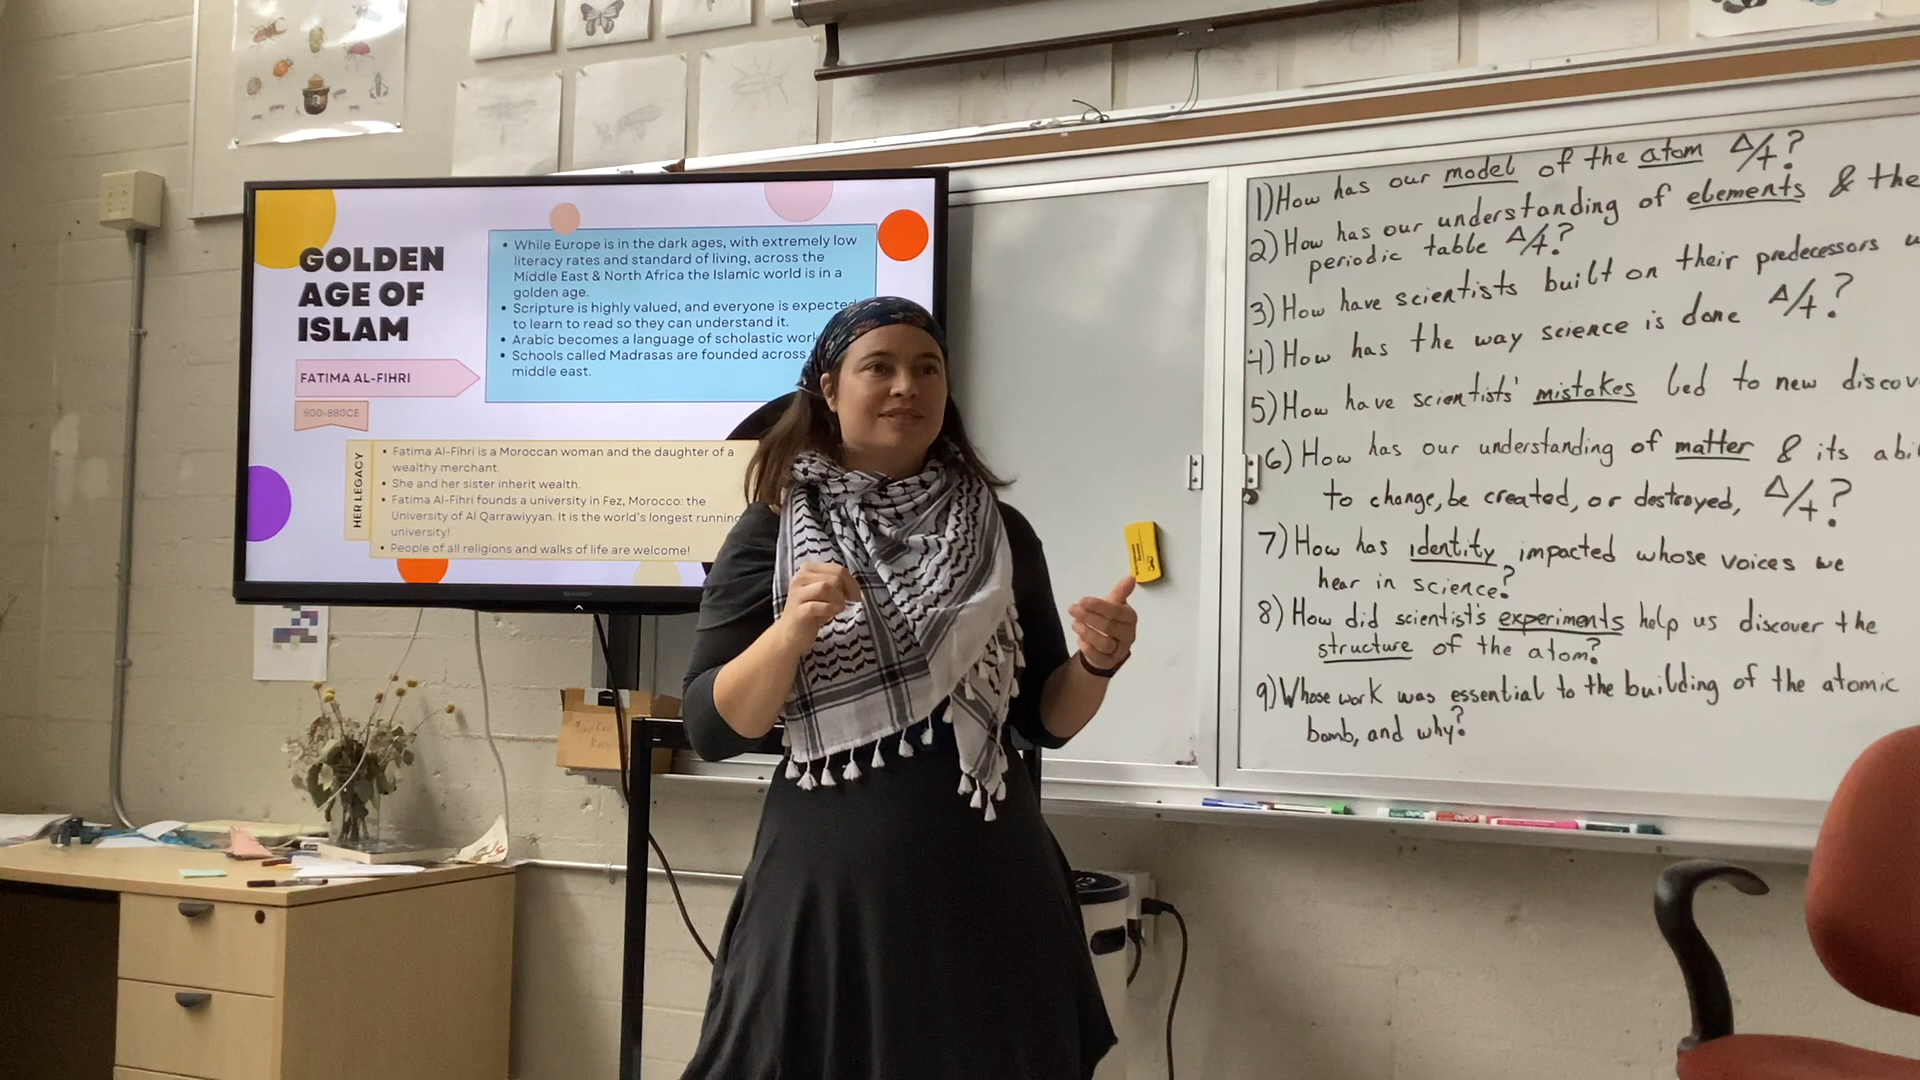 GOLDEN
AGE OF
ISLAM
FATIMA AL-FIHRI
800-880CE
• While Europe is in the dark ages, with extremely low
literacy rates and standard of living, across the
Middle East & North Africa the Islamic world is in a
golden age.
• Scripture is highly valued, and everyone is expected
to learn to read so they can understand it.
• Arabic becomes a language of scholastic work
• Schools called Madrasas are founded across
middle east.
HER LEGACY
• Fatima Al-Fihri is a Moroccan woman and the daughter of a
wealthy merchant.
• She and her sister inherit wealth.
• Fatima Al-Fihri founds a university in Fez, Morocco: the
University of Al Qarrawiyyan. It is the world's longest running
university!
• People of all religions and walks of life are welcome!
1) How has our model of the atom Δ/t?
2) How has our understanding of elements & the
periodic table Δ/t?
3) How have scientists built on their predecessors
4) How has the way science is done Δ/t?
5) How have scientists' mistakes led to new
6) How has our understanding of matter & its
to change, be created, or destroyed, Δ/t?
7) How has identity impacted whose voices we
hear in science?
8) How did scientist's experiments help us discover the
structure of the atom?
9) Whose work was essential to the building of the atomic
bomb, and why?